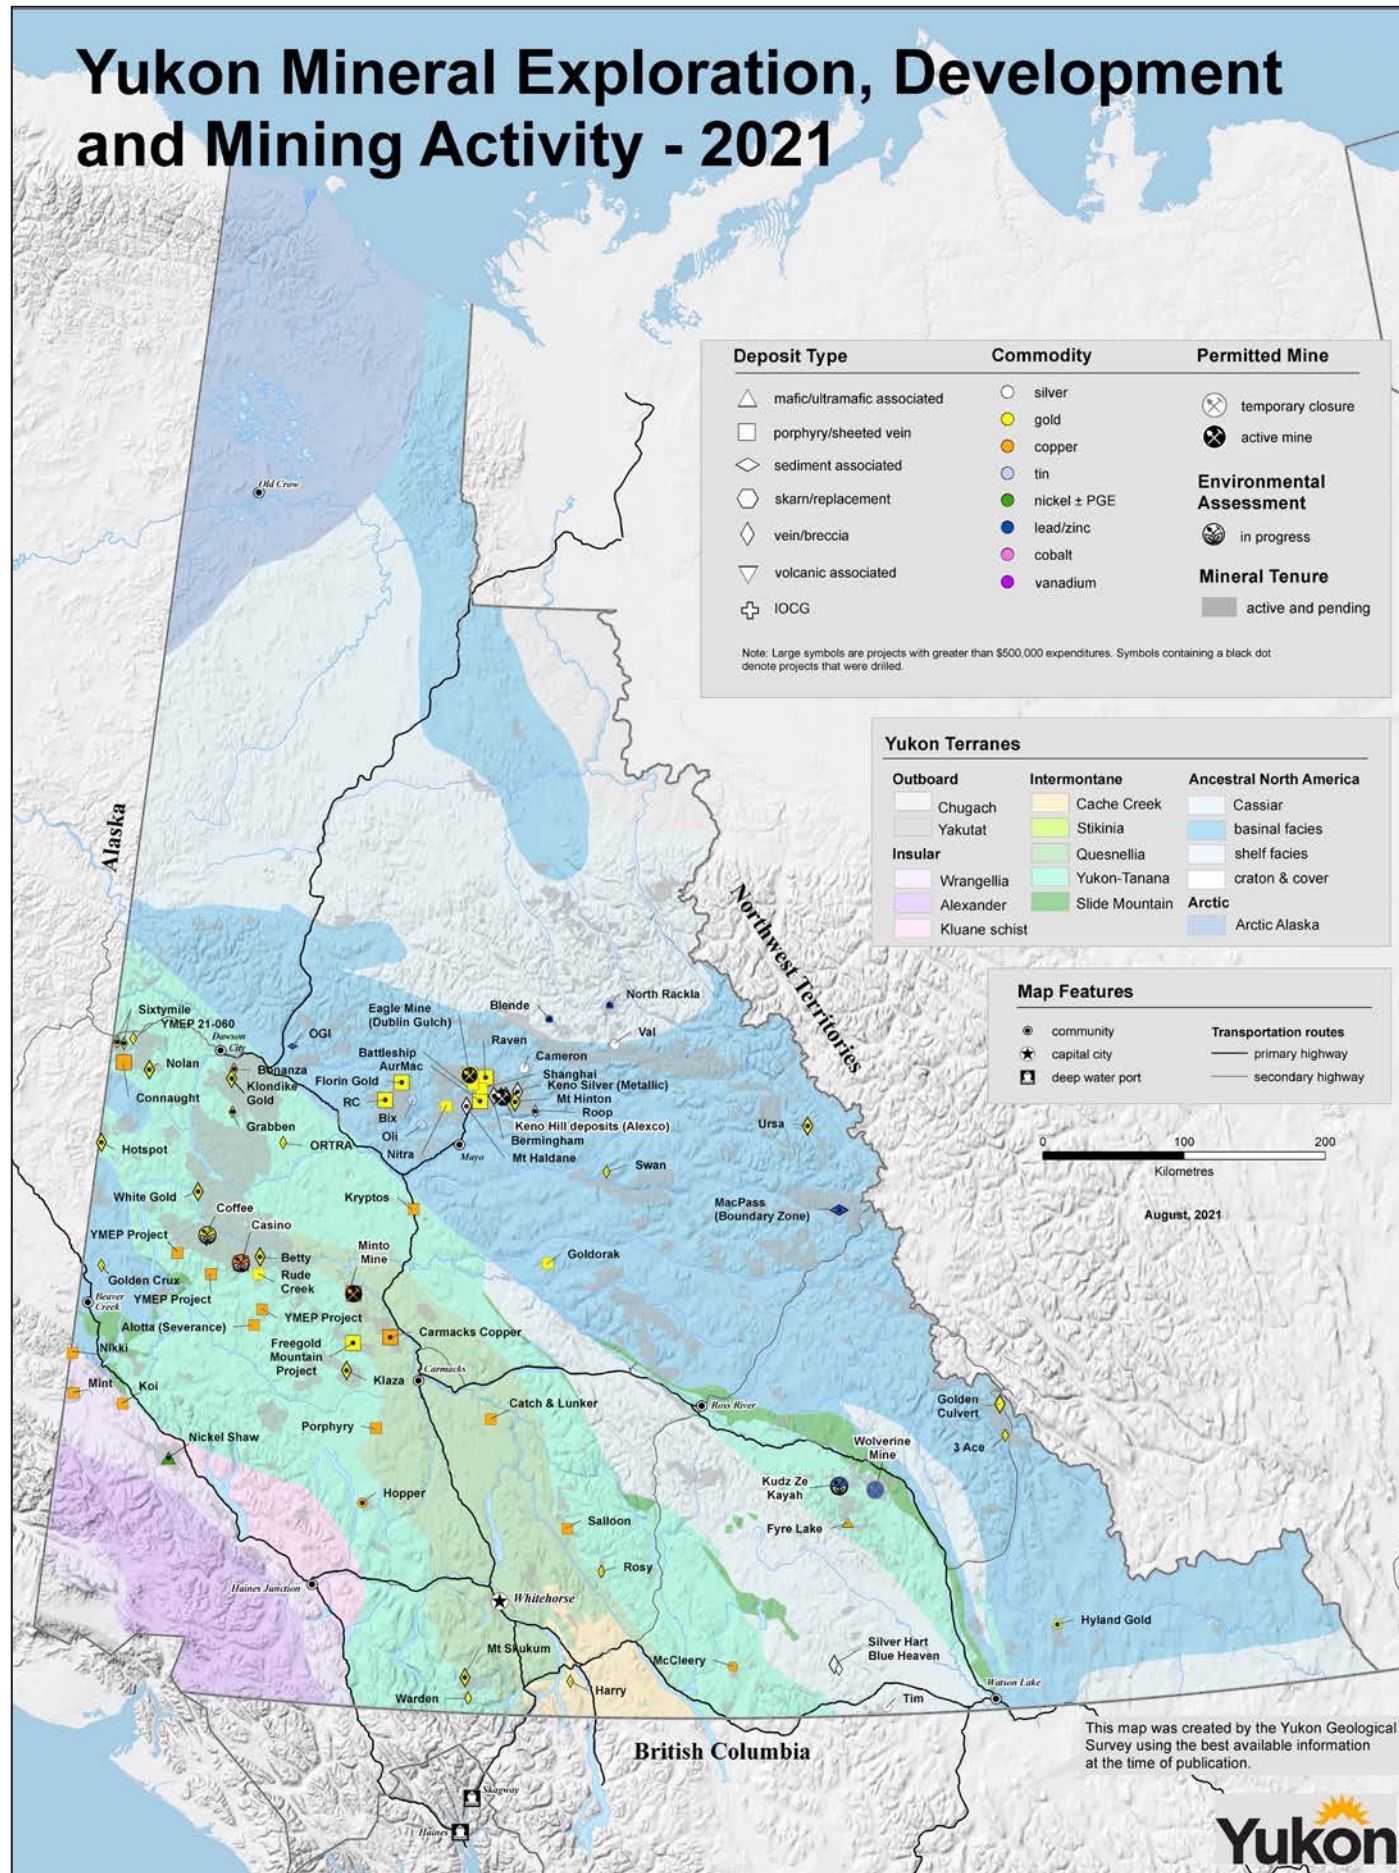 Yukon Mineral Exploration, Development
and Mining Activity - 2021
Deposit Type
mafic/ultramafic associated
porphyry/sheeted vein
sediment associated
skarn/replacement
vein/breccia
volcanic associated
IOCG
Commodity
silver
gold
copper
tin
nickel ± PGE
lead/zinc
cobalt
vanadium
Permitted Mine
temporary closure
active mine
Environmental
Assessment
in progress
Mineral Tenure
active and pending
Note: Large symbols are projects with greater than $500,000 expenditures. Symbols containing a black dot
denote projects that were drilled.
Yukon Terranes
Outboard
Chugach
Yakutat
Insular
Wrangellia
Alexander
Kluane schist
Intermontane
Cache Creek
Stikinia
Quesnellia
Yukon-Tanana
Slide Mountain
Ancestral North America
Cassiar
basinal facies
shelf facies
craton & cover
Arctic
Arctic Alaska
Map Features
community
capital city
deep water port
Transportation routes
primary highway
secondary highway
0 100 200
Kilometres
August, 2021
Old Crow
Alaska
Northwest Territories
Sixtymile
YMEP 21-060
Dawson
City
OGI
Nolan
Bonanza
Klondike
Gold
Connaught
Grabben
Hotspot
ORTRA
Eagle Mine
(Dublin Gulch)
Blende
North Rackla
Val
Raven
Battleship
AurMac
Cameron
Shanghai
Florin Gold
Keno Silver (Metallic)
RC
Mt Hinton
Bix
Roop
Keno Hill deposits (Alexco)
Oli
Bermingham
Nitra
Mayo
Mt Haldane
Ursa
Swan
White Gold
Kryptos
MacPass
(Boundary Zone)
Coffee
Casino
YMEP Project
Minto
Mine
Betty
Goldorak
Golden Crux
Rude
Creek
Beaver
Creek
YMEP Project
YMEP Project
Alotta (Severance)
Carmacks Copper
Freegold
Mountain
Project
Nikki
Klaza
Carmacks
Mint
Koi
Catch & Lunker
Ross River
Golden
Culvert
Porphyry
3 Ace
Nickel Shaw
Wolverine
Mine
Kudz Ze
Kayah
Hopper
Salloon
Fyre Lake
Rosy
Haines Junction
Whitehorse
Hyland Gold
Mt Skukum
Silver Hart
Blue Heaven
McCleery
Warden
Harry
Tim
Watson Lake
British Columbia
Skagway
Haines
This map was created by the Yukon Geological
Survey using the best available information
at the time of publication.
Yukon